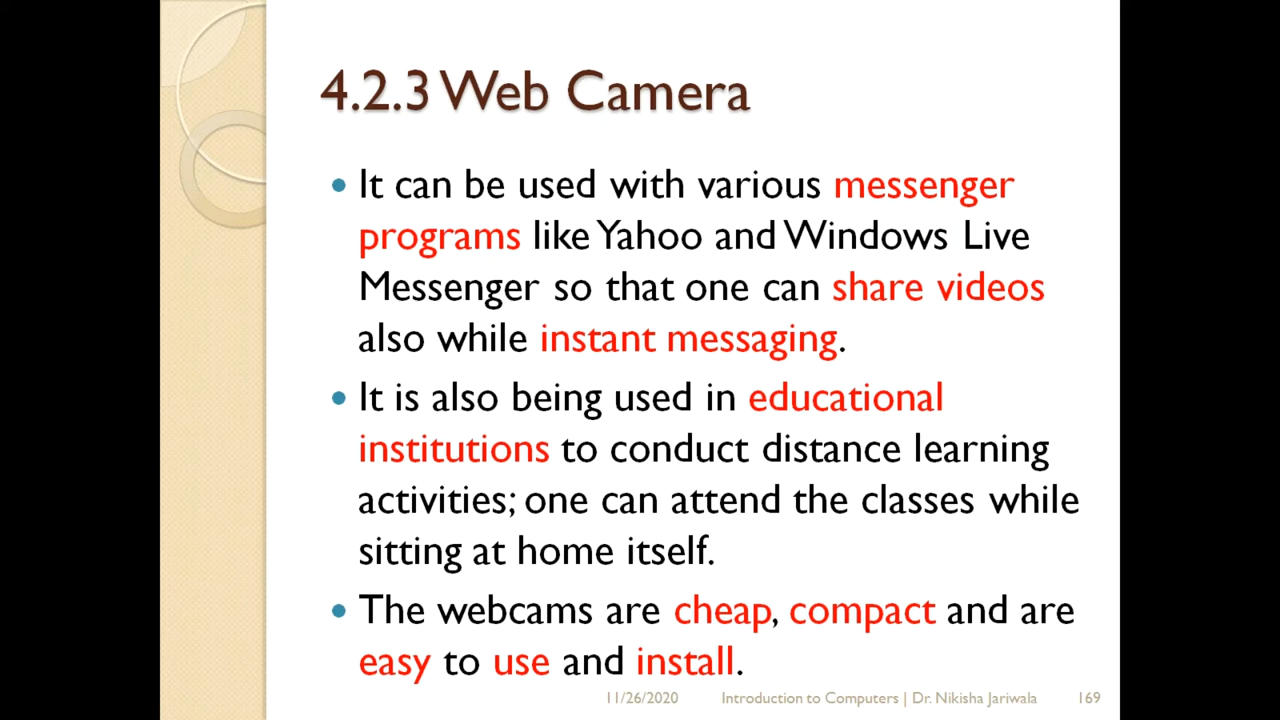 4.2.3 Web Camera
• It can be used with various messenger
programs like Yahoo and Windows Live
Messenger so that one can share videos
also while instant messaging.
• It is also being used in educational
institutions to conduct distance learning
activities; one can attend the classes while
sitting at home itself.
• The webcams are cheap, compact and are
easy to use and install.
11/26/2020 Introduction to Computers | Dr. Nikisha Jariwala 169